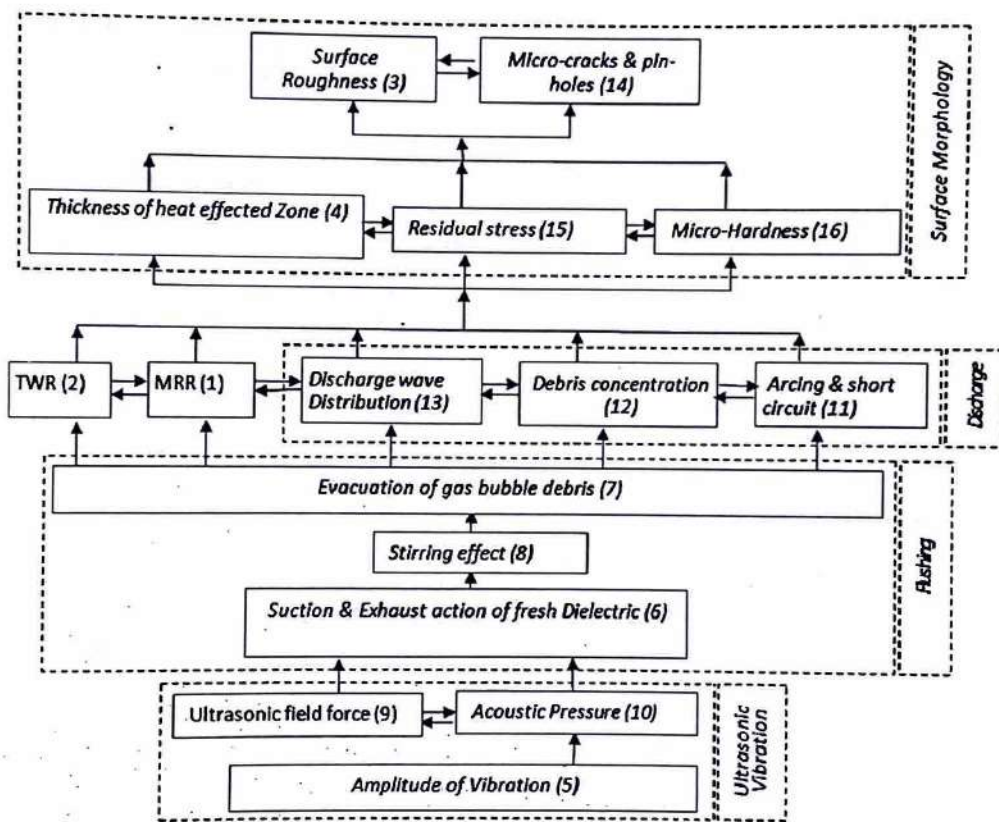 Surface
Roughness (3)
Micro-cracks & pin-
holes (14)
Surface Morphology
Thickness of heat effected Zone (4)
Residual stress (15)
Micro-Hardness (16)
TWR (2)
MRR (1)
Discharge wave
Distribution (13)
Debris concentration
(12)
Arcing & short
circuit (11)
Discharge
Evacuation of gas bubble debris (7)
Stirring effect (8)
Suction & Exhaust action of fresh Dielectric (6)
Flushing
Ultrasonic field force (9)
Acoustic Pressure (10)
Amplitude of Vibration (5)
Ultrasonic
Vibration